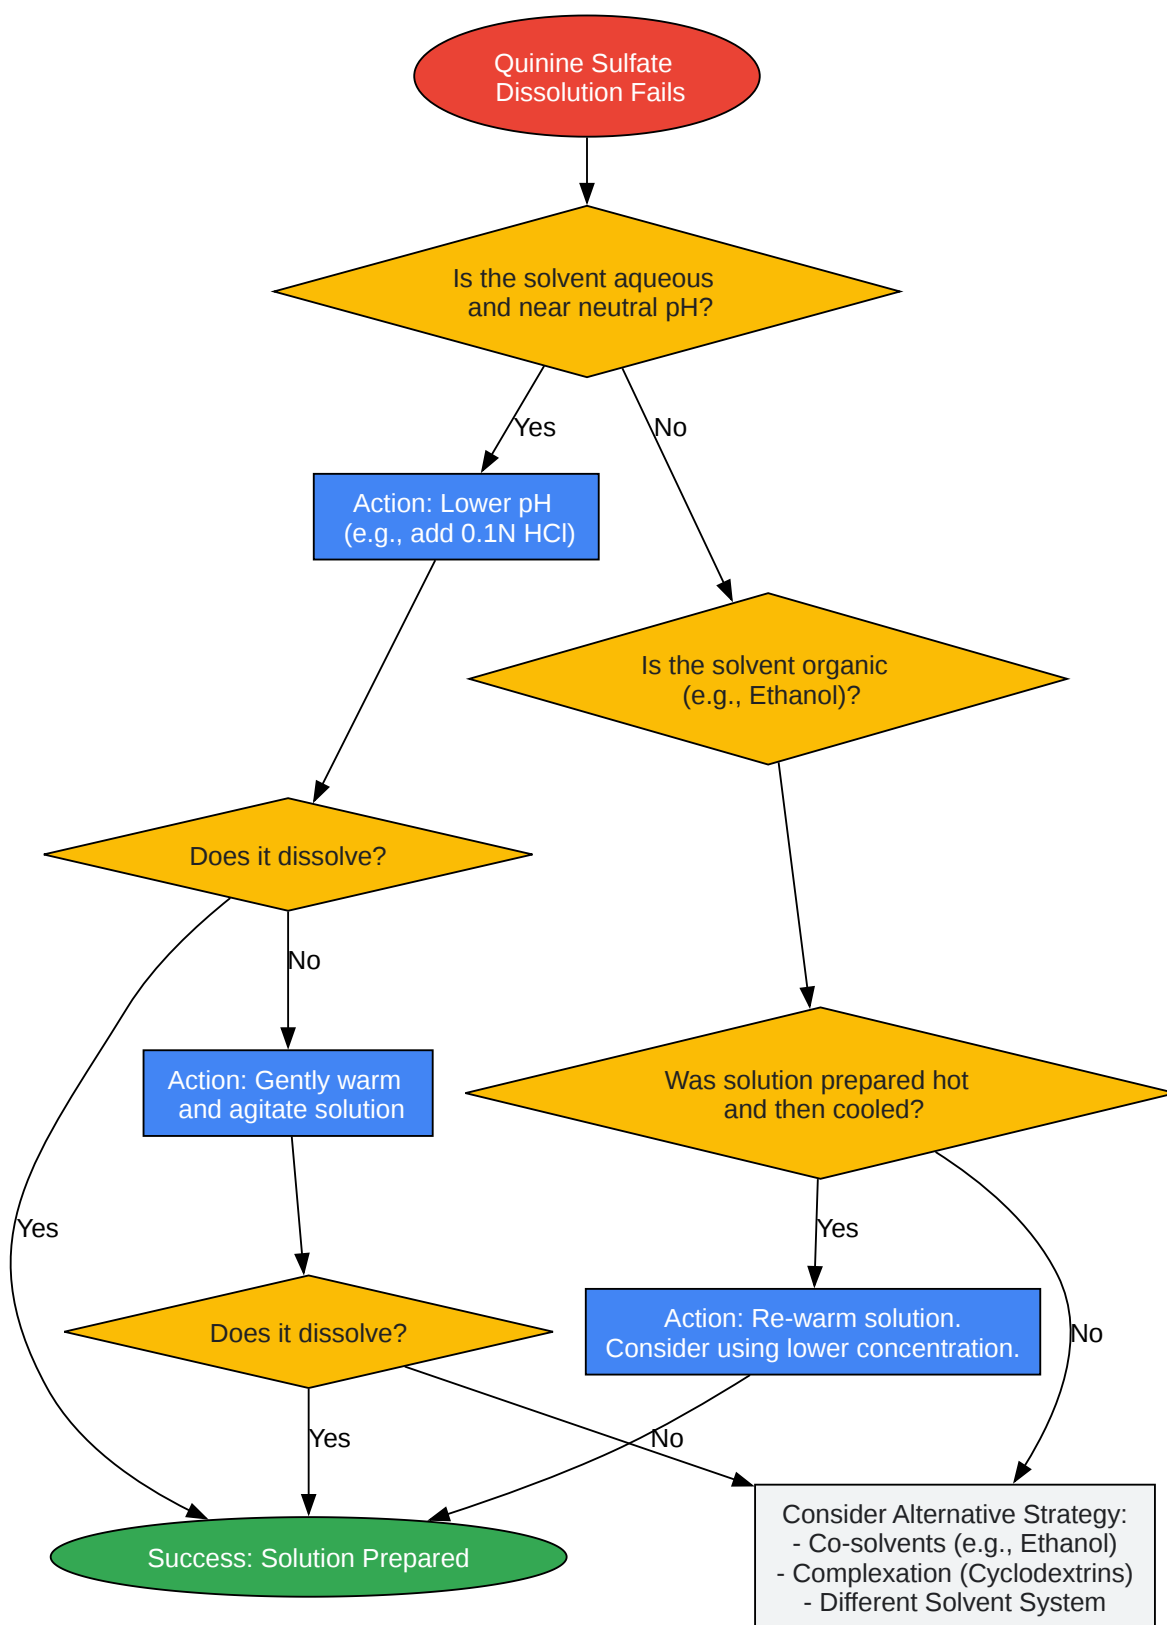 Quinine Sulfate
Dissolution Fails
Is the solvent aqueous
and near neutral pH?
Yes
No
Action: Lower pH
(e.g., add 0.1N HCl)
Is the solvent organic
(e.g., Ethanol)?
Does it dissolve?
No
Action: Gently warm
and agitate solution
Was solution prepared hot
and then cooled?
Yes
Yes
Does it dissolve?
Action: Re-warm solution.
Consider using lower concentration.
No
Yes
No
Success: Solution Prepared
Consider Alternative Strategy:
- Co-solvents (e.g., Ethanol)
- Complexation (Cyclodextrins)
- Different Solvent System